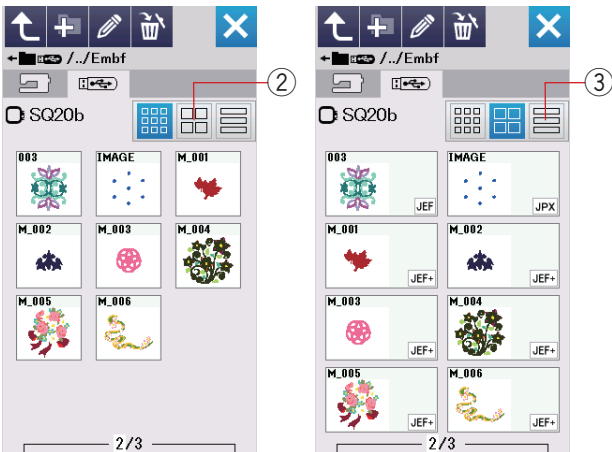 ←/../Embf
②
SQ20b
003 IMAGE M_001
M_002 M_003 M_004
M_005 M_006
2/3
←/../Embf
③
SQ20b
003 IMAGE
JEF JPX
M_001 M_002
JEF+ JEF+
M_003 M_004
JEF+ JEF+
M_005 M_006
JEF+ JEF+
2/3